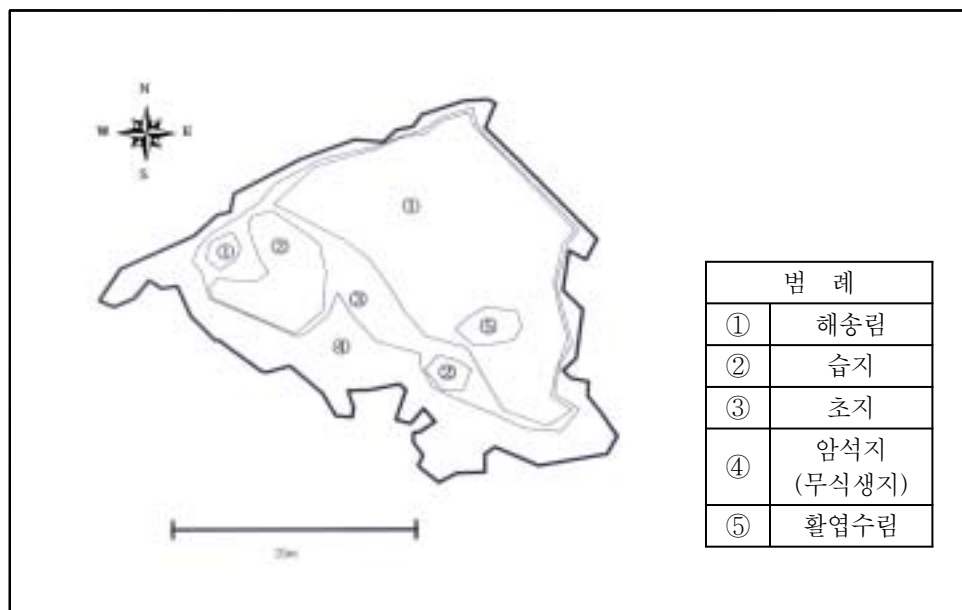 N
W E
S
①
① ②
③
⑤
④
②
범 례
① 해송림
② 습지
③ 초지
④ 암석지
(무식생지)
⑤ 활엽수림